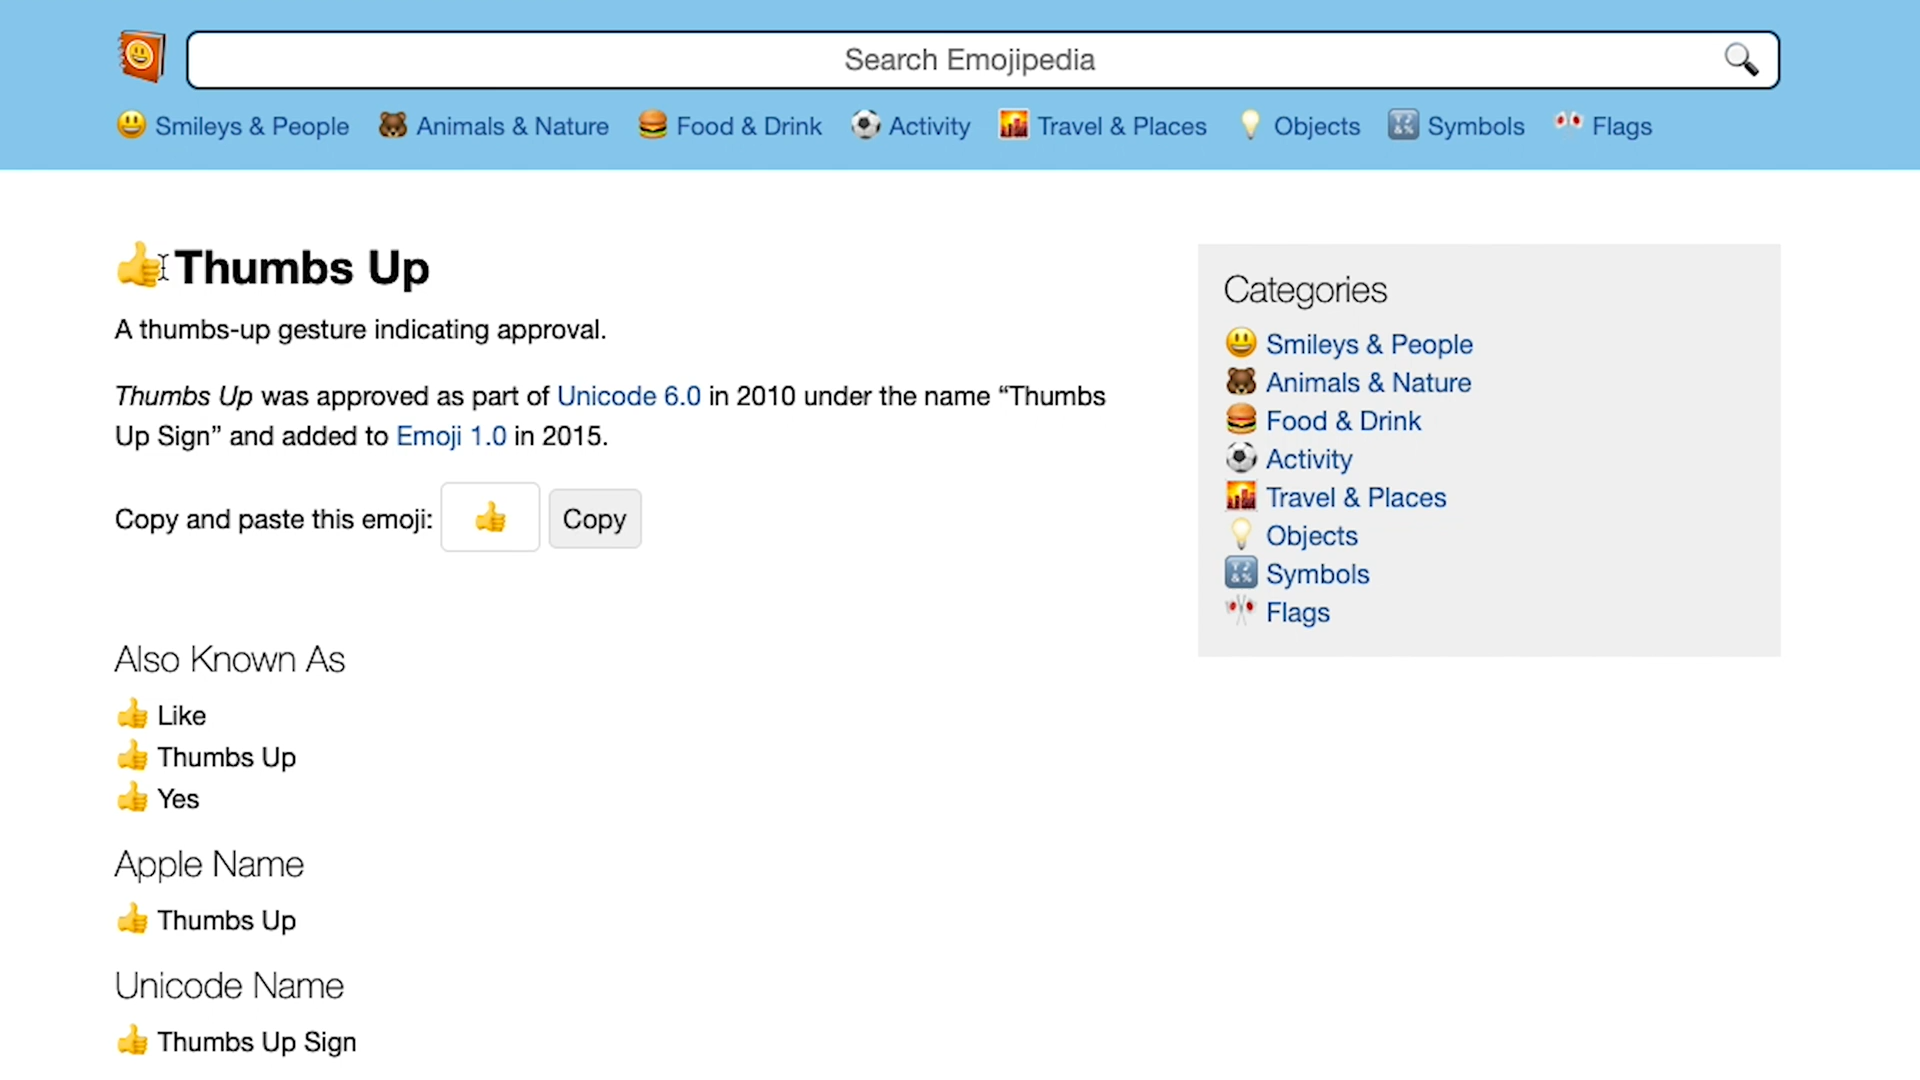 Search Emojipedia
Smileys & People Animals & Nature Food & Drink Activity Travel & Places Objects Symbols Flags
Thumbs Up
A thumbs-up gesture indicating approval.
Thumbs Up was approved as part of Unicode 6.0 in 2010 under the name “Thumbs
Up Sign” and added to Emoji 1.0 in 2015.
Copy and paste this emoji: 👍 Copy
Also Known As
👍 Like
👍 Thumbs Up
👍 Yes
Apple Name
👍 Thumbs Up
Unicode Name
👍 Thumbs Up Sign
Categories
Smileys & People
Animals & Nature
Food & Drink
Activity
Travel & Places
Objects
Symbols
Flags